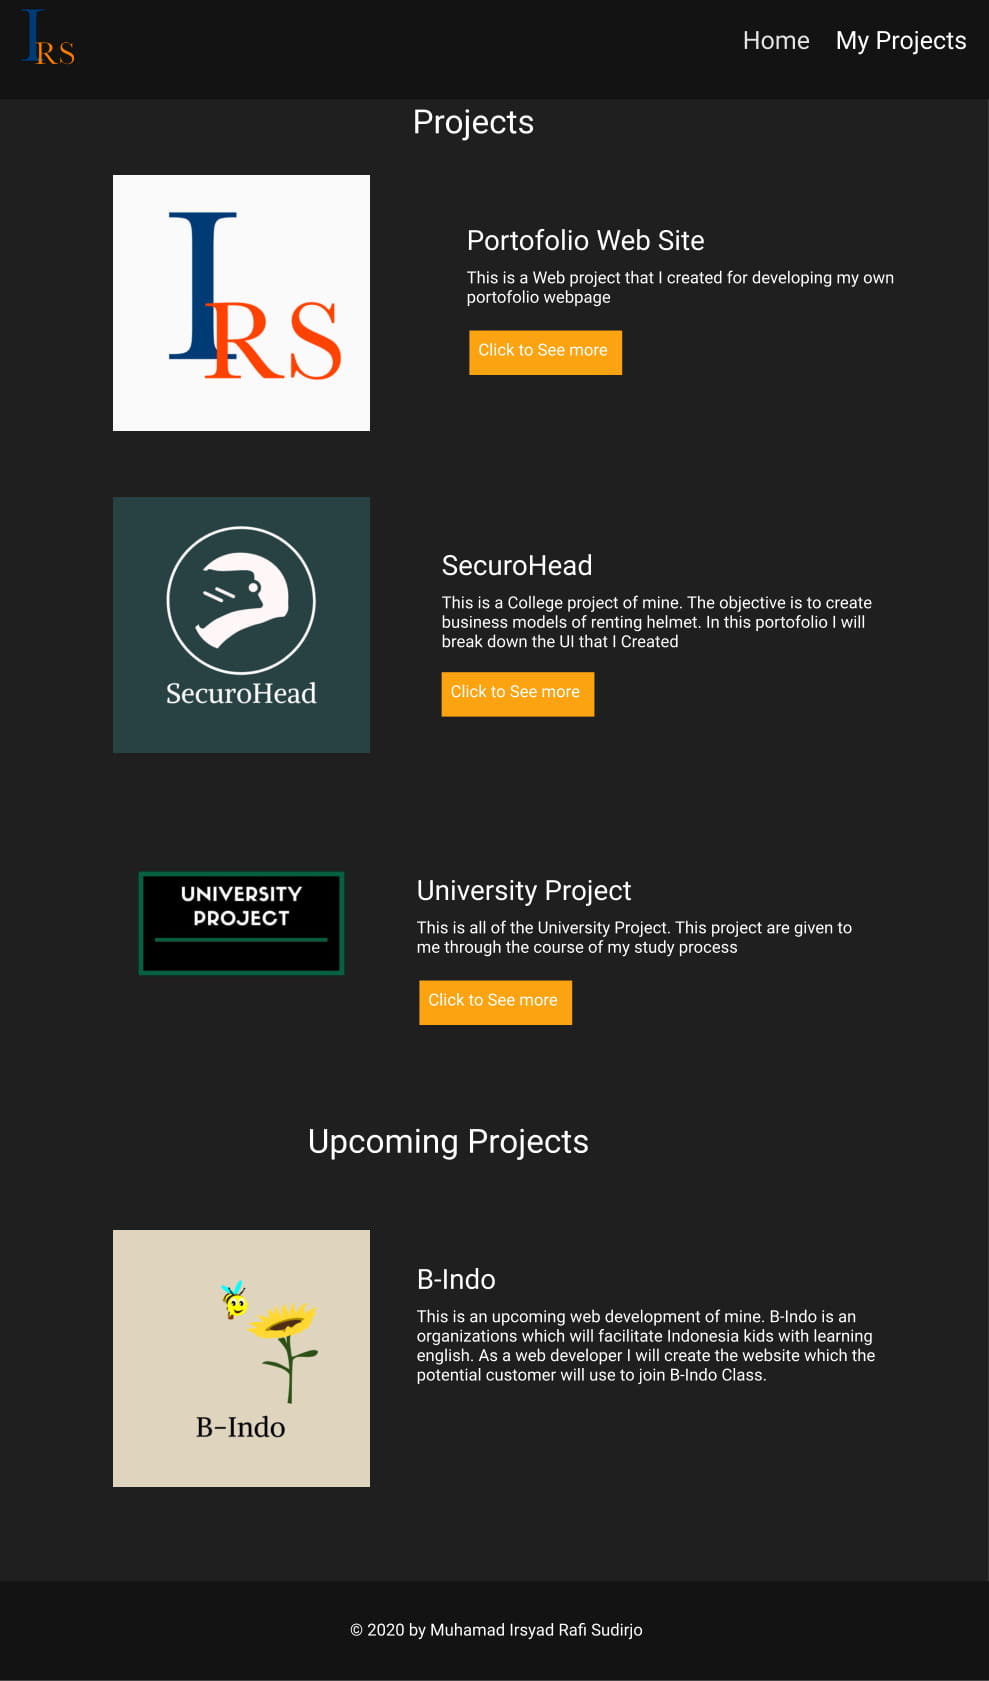 IRS
Home My Projects
Projects
IRS
Portofolio Web Site
This is a Web project that I created for developing my own
portofolio webpage
Click to See more
SecuroHead
SecuroHead
This is a College project of mine. The objective is to create
business models of renting helmet. In this portofolio I will
break down the UI that I Created
Click to See more
UNIVERSITY
PROJECT
University Project
This is all of the University Project. This project are given to
me through the course of my study process
Click to See more
Upcoming Projects
B-Indo
B-Indo
This is an upcoming web development of mine. B-Indo is an
organizations which will facilitate Indonesia kids with learning
english. As a web developer I will create the website which the
potential customer will use to join B-Indo Class.
© 2020 by Muhamad Irsyad Rafi Sudirjo